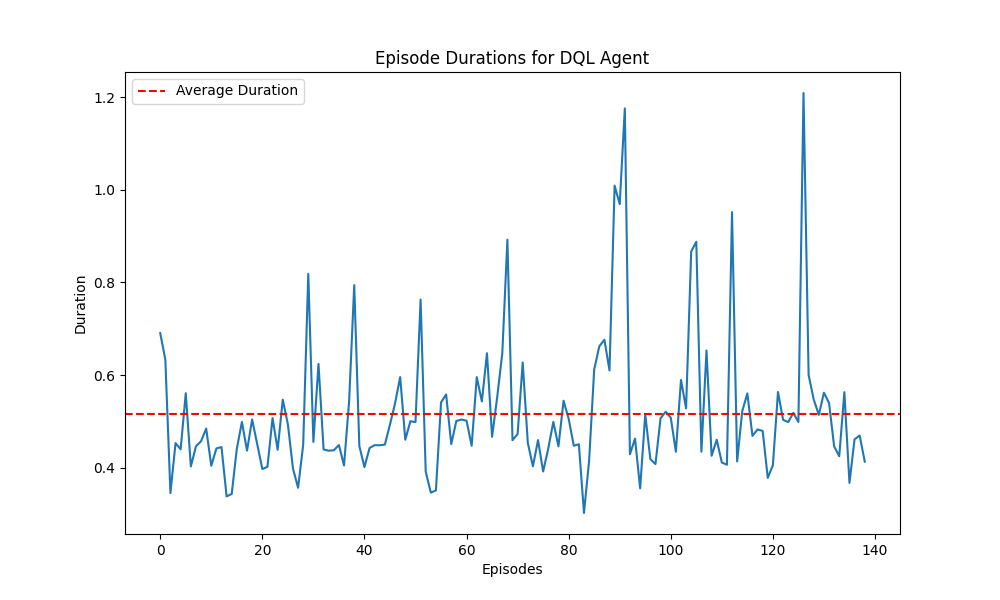 Episode Durations for DQL Agent
Average Duration
1.2
1.0
0.8
0.6
0.4
Duration
0 20 40 60 80 100 120 140
Episodes